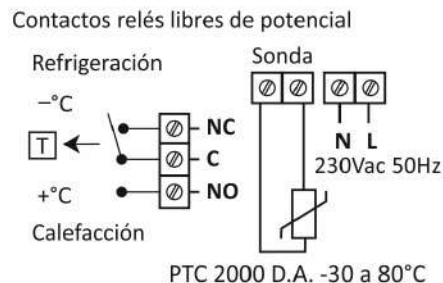 Contactos relés libres de potencial
Refrigeración
Sonda
−°C
NC
T
C
N L
230Vac 50Hz
+°C
NO
Calefacción
PTC 2000 D.A. -30 a 80°C